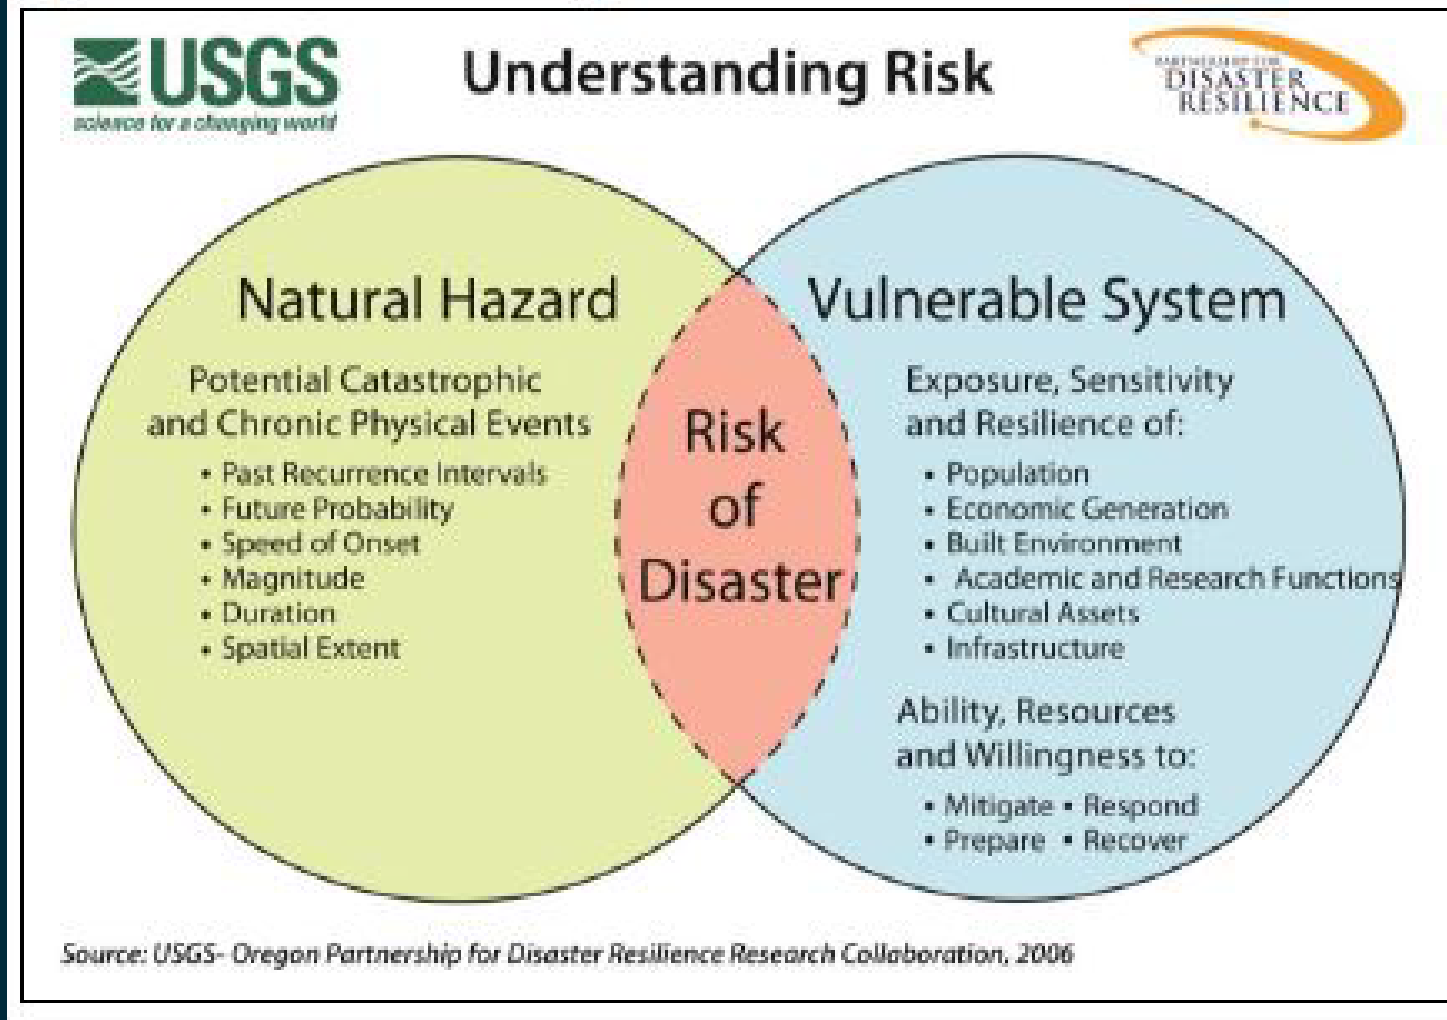 USGS
science for a changing world
Understanding Risk
PARTNERSHIP FOR
DISASTER
RESILIENCE
Natural Hazard
Potential Catastrophic
and Chronic Physical Events
• Past Recurrence Intervals
• Future Probability
• Speed of Onset
• Magnitude
• Duration
• Spatial Extent
Risk
of
Disaster
Vulnerable System
Exposure, Sensitivity
and Resilience of:
• Population
• Economic Generation
• Built Environment
• Academic and Research Functions
• Cultural Assets
• Infrastructure
Ability, Resources
and Willingness to:
• Mitigate • Respond
• Prepare • Recover
Source: USGS- Oregon Partnership for Disaster Resilience Research Collaboration, 2006